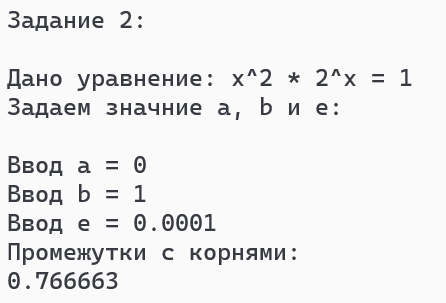 Задание 2:
Дано уравнение: x^2 * 2^x = 1
Задаем значние a, b и e:
Ввод a = 0
Ввод b = 1
Ввод e = 0.0001
Промежутки с корнями:
0.766663